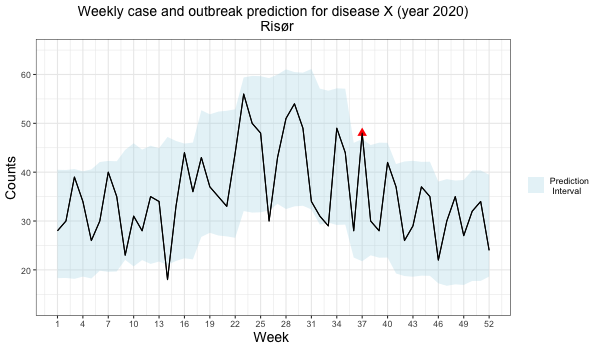 Weekly case and outbreak prediction for disease X (year 2020)
Risør
Counts
60
50
40
30
20
1 4 7 10 13 16 19 22 25 28 31 34 37 40 43 46 49 52
Week
Prediction
Interval